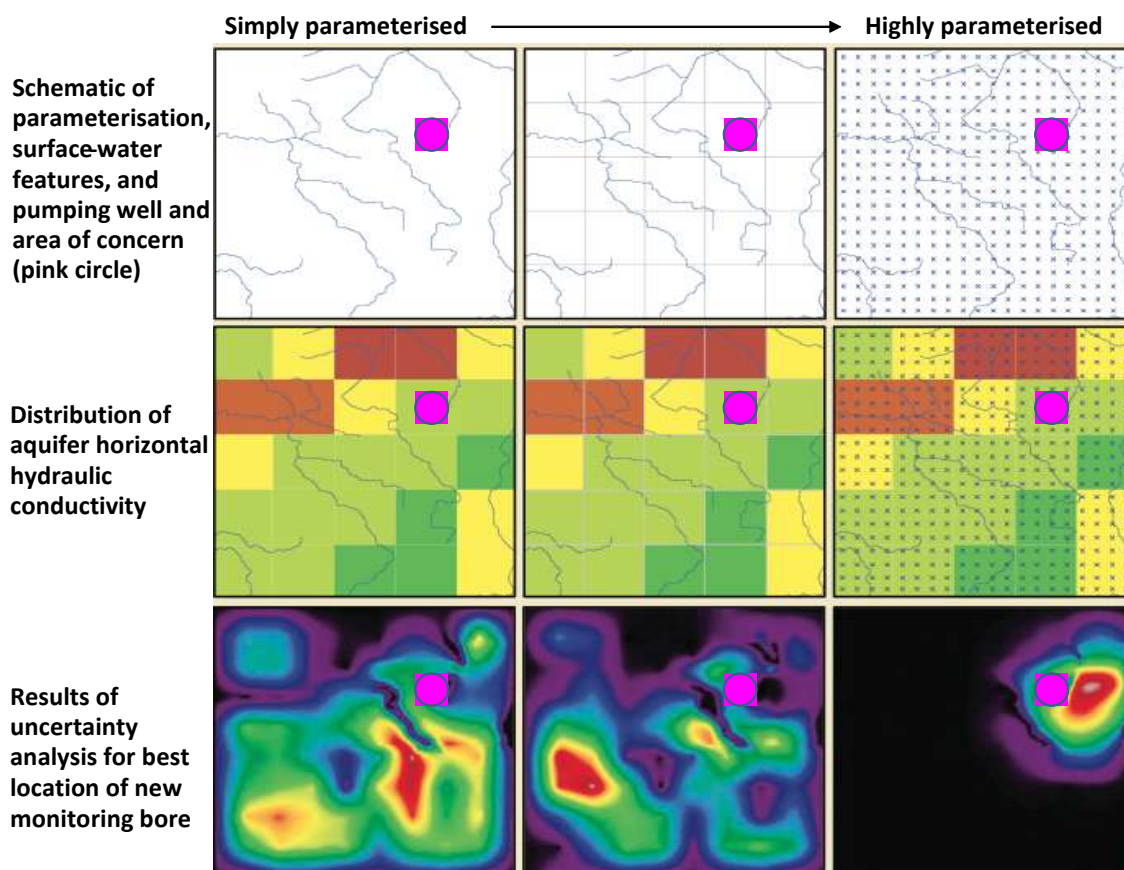 Simply parameterised
Highly parameterised
Schematic of
parameterisation,
surface-water
features, and
pumping well and
area of concern
(pink circle)
Distribution of
aquifer horizontal
hydraulic
conductivity
Results of
uncertainty
analysis for best
location of new
monitoring bore